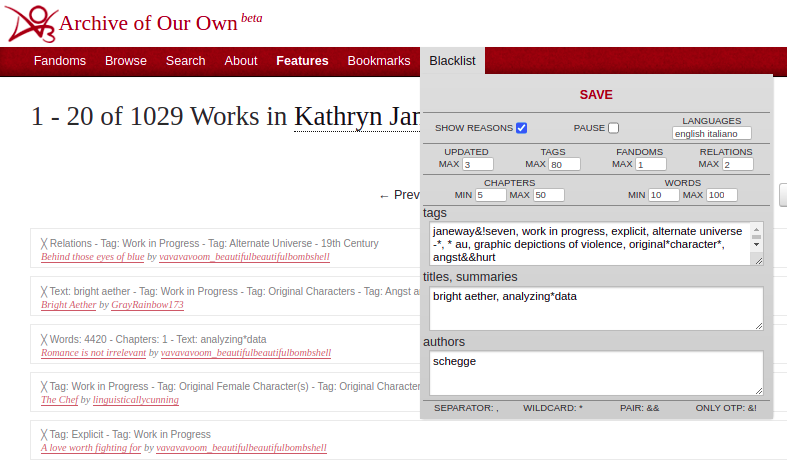 Archive of Our Own beta
Fandoms Browse Search About Features Bookmarks Blacklist
SAVE
SHOW REASONS PAUSE LANGUAGES
english italiano
UPDATED TAGS FANDOMS RELATIONS
MAX 3 MAX 80 MAX 1 MAX 2
CHAPTERS WORDS
MIN 5 MAX 50 MIN 10 MAX 100
tags
janeway&!seven, work in progress, explicit, alternate universe
-*, * au, graphic depictions of violence, original*character*,
angst&&hurt
titles, summaries
bright aether, analyzing*data
authors
schegge
SEPARATOR: , WILDCARD: * PAIR: && ONLY OTP: &!
1 - 20 of 1029 Works in Kathryn Jan
← Prev
╳ Relations - Tag: Work in Progress - Tag: Alternate Universe - 19th Century
Behind those eyes of blue by vavavavoom_beautifulbeautifulbombshell
╳ Text: bright aether - Tag: Work in Progress - Tag: Original Characters - Tag: Angst a
Bright Aether by GrayRainbow173
╳ Words: 4420 - Chapters: 1 - Text: analyzing*data
Romance is not irrelevant by vavavavoom_beautifulbeautifulbombshell
╳ Tag: Work in Progress - Tag: Original Female Character(s) - Tag: Original Character
The Chef by linguisticallycunning
╳ Tag: Explicit - Tag: Work in Progress
A love worth fighting for by vavavavoom_beautifulbeautifulbombshell